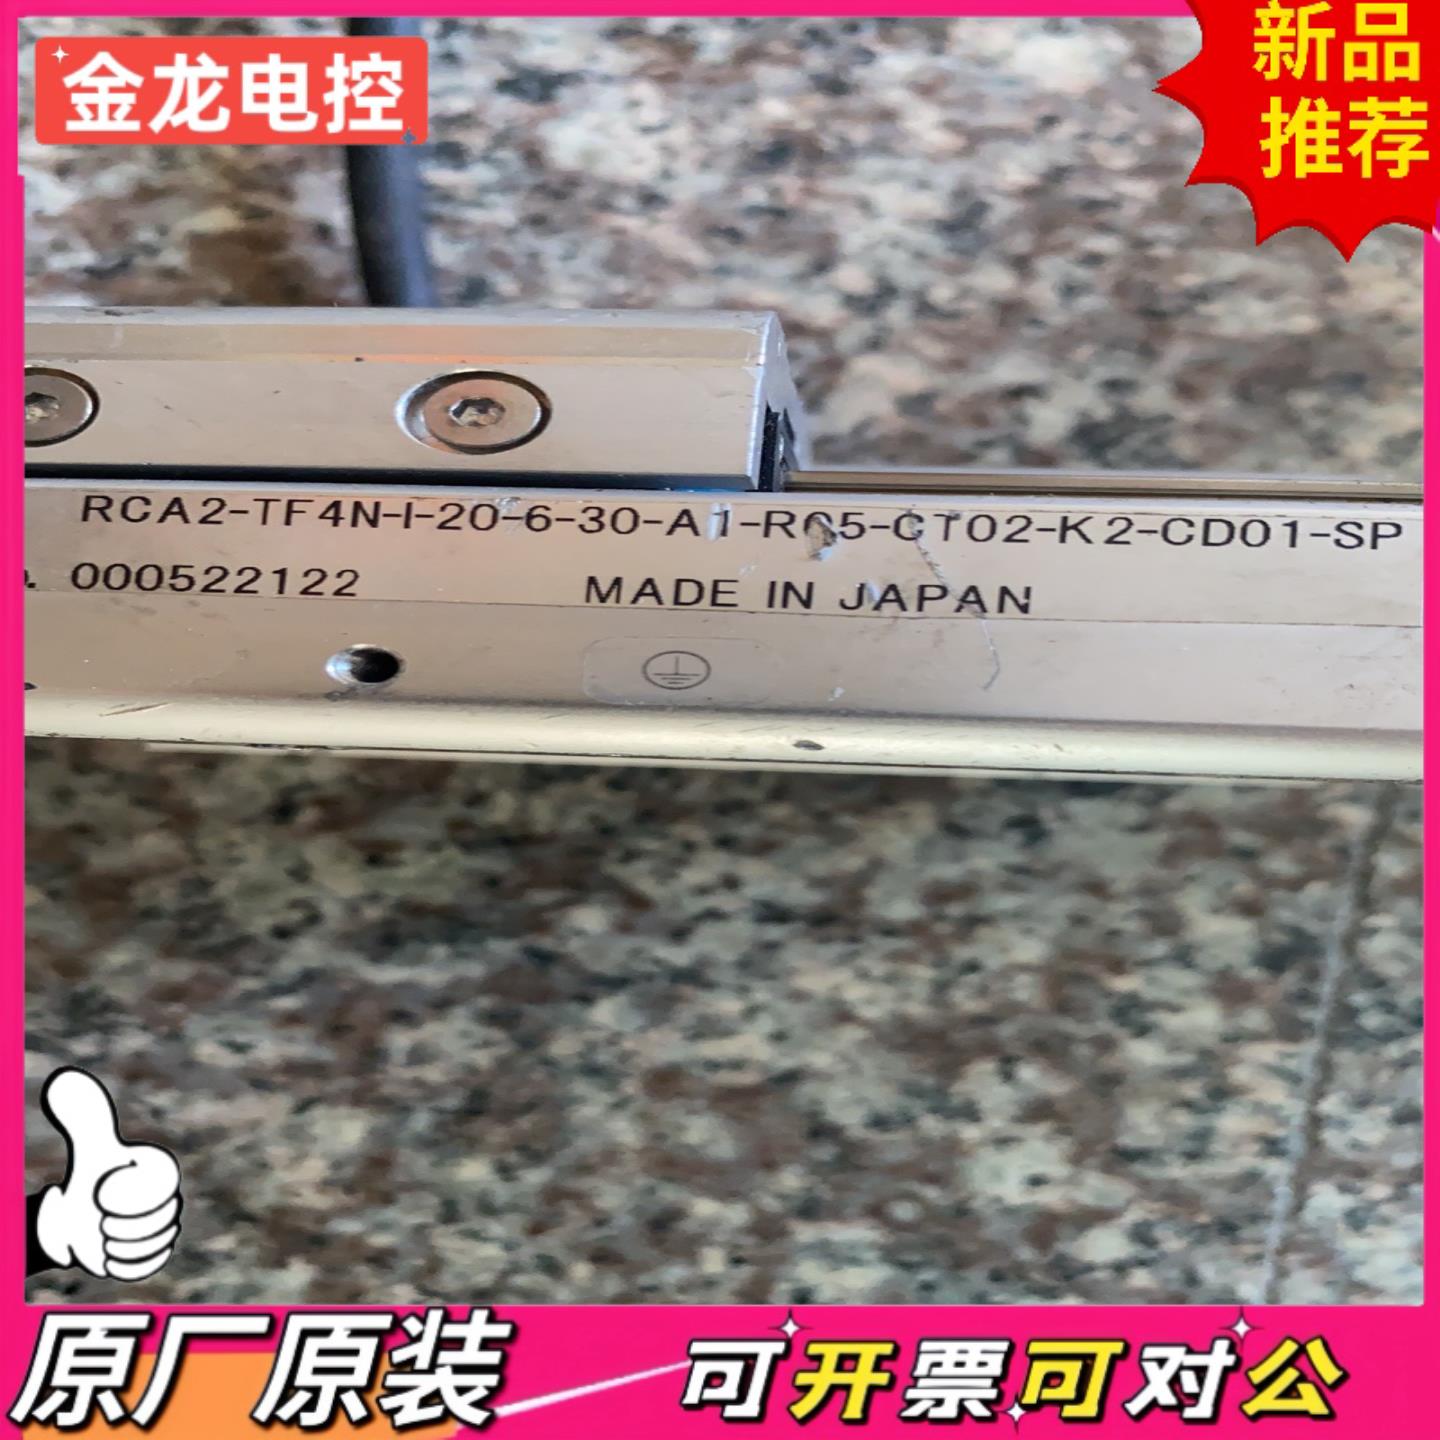 金龙电控
新品
推荐
RCA2-TF4N-I-20-6-30-A1-R05-CT02-K2-CD01-SP
000522122 MADE IN JAPAN
原厂原装
可开票可对公